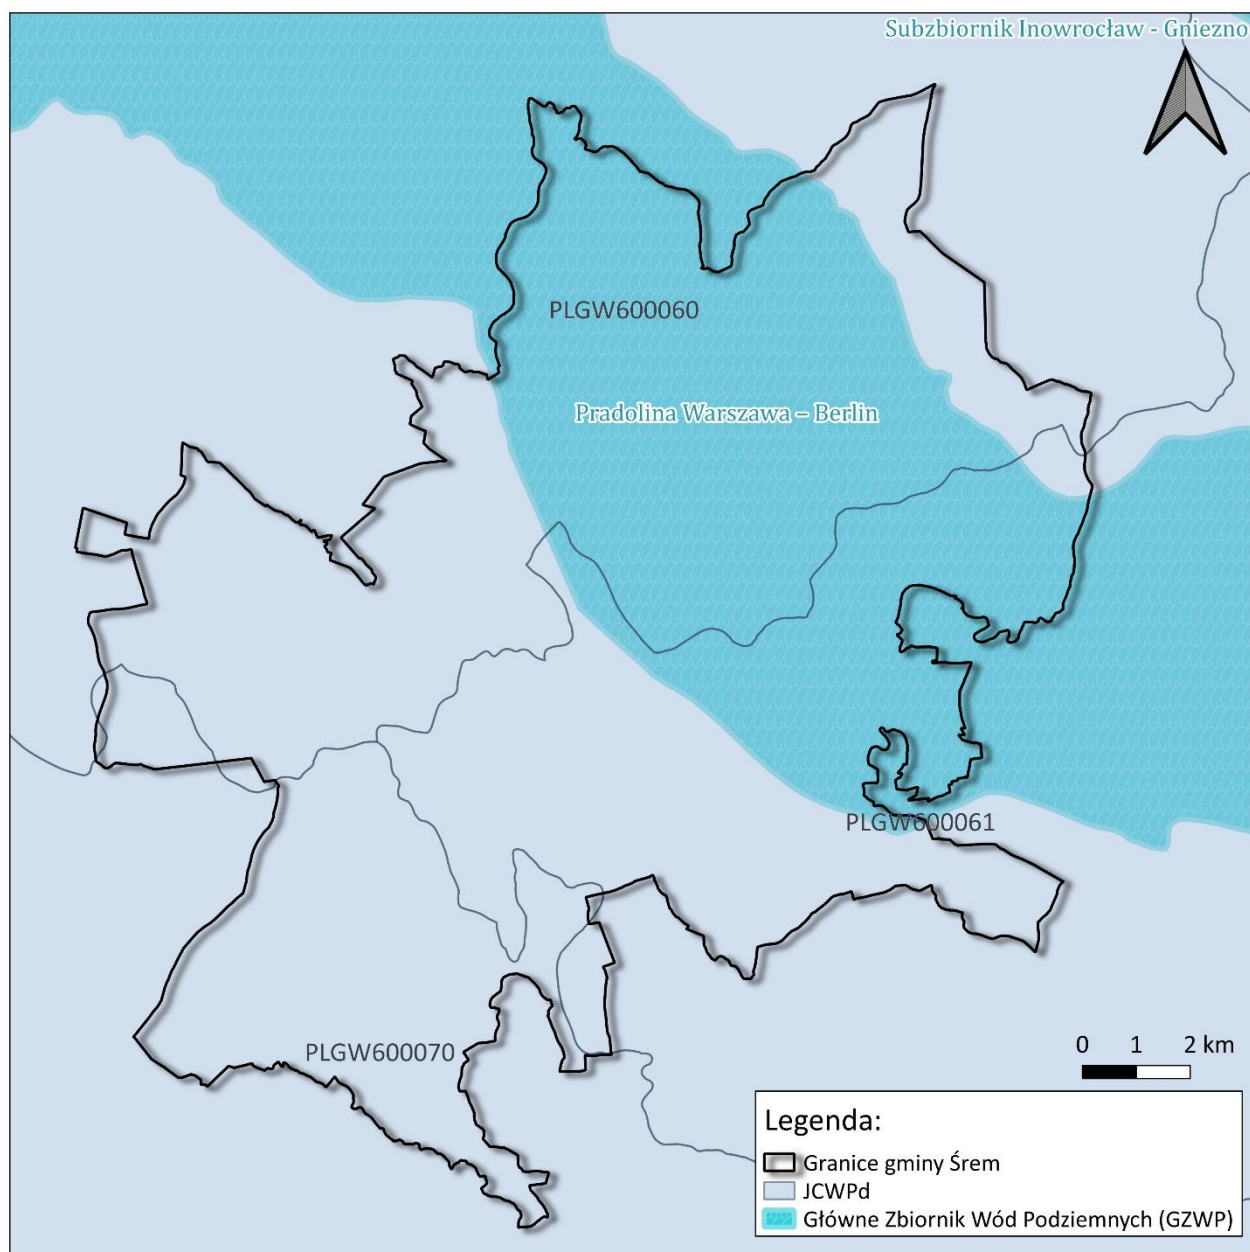 Subzbiornik Inowrocław - Gniezno
PLGW600060
Pradolina Warszawa – Berlin
PLGW600061
PLGW600070
0 1 2 km
Legenda:
Granice gminy Śrem
JCWPd
Główne Zbiornik Wód Podziemnych (GZWP)